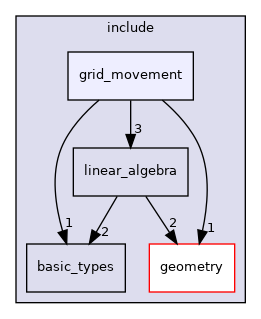 include
grid_movement
3
linear_algebra
1
2
2
1
basic_types
geometry